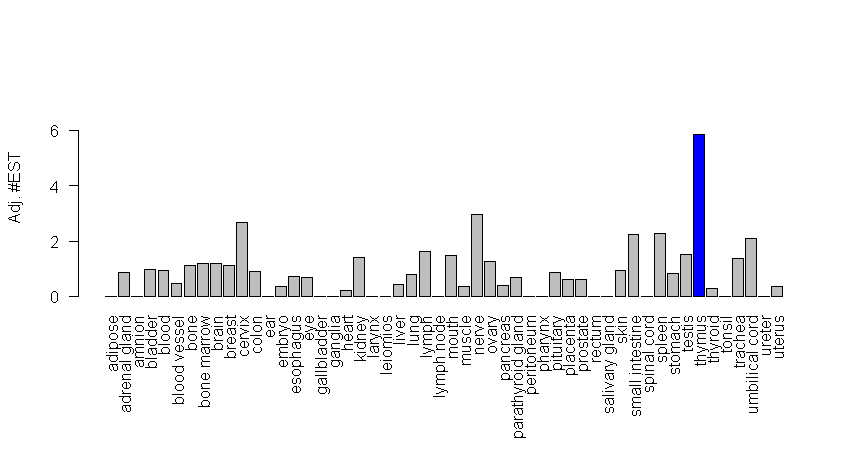 Adj. #EST
6
4
2
0
adipose
adrenal gland
amnion
bladder
blood
blood vessel
bone
bone marrow
brain
breast
cervix
colon
ear
embryo
esophagus
eye
gallbladder
ganglia
heart
kidney
larynx
leiomios
liver
lung
lymph
lymph node
mouth
muscle
nerve
ovary
pancreas
parathyroid gland
peritoneum
pharynx
pituitary
placenta
prostate
rectum
salivary gland
skin
small intestine
spinal cord
spleen
stomach
testis
thymus
thyroid
tonsil
trachea
umbilical cord
ureter
uterus